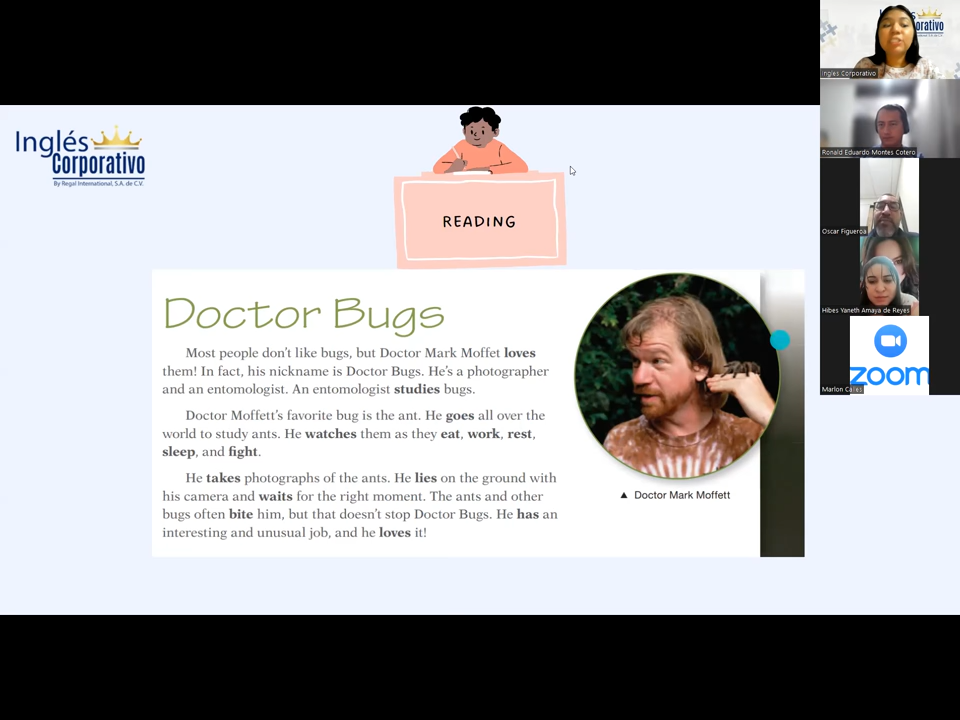 Inglés
Corporativo
By Regal International, S.A. de C.V.
READING
Doctor Bugs
Most people don't like bugs, but Doctor Mark Moffet loves
them! In fact, his nickname is Doctor Bugs. He's a photographer
and an entomologist. An entomologist studies bugs.
Doctor Moffett's favorite bug is the ant. He goes all over the
world to study ants. He watches them as they eat, work, rest,
sleep, and fight.
He takes photographs of the ants. He lies on the ground with
his camera and waits for the right moment. The ants and other
bugs often bite him, but that doesn't stop Doctor Bugs. He has an
interesting and unusual job, and he loves it!
▲ Doctor Mark Moffett
Inglés Corporativo
Ronald Eduardo Montes Cotero
Oscar Figueroa
Hibes Yaneth Amaya de Reyes
zoom
Marlon